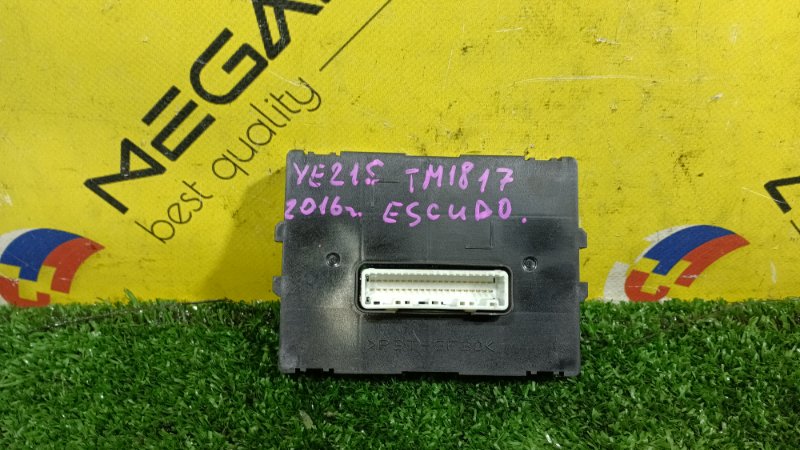 MEGA
best quality
YE21S TM1817
2016г. ESCUDO.